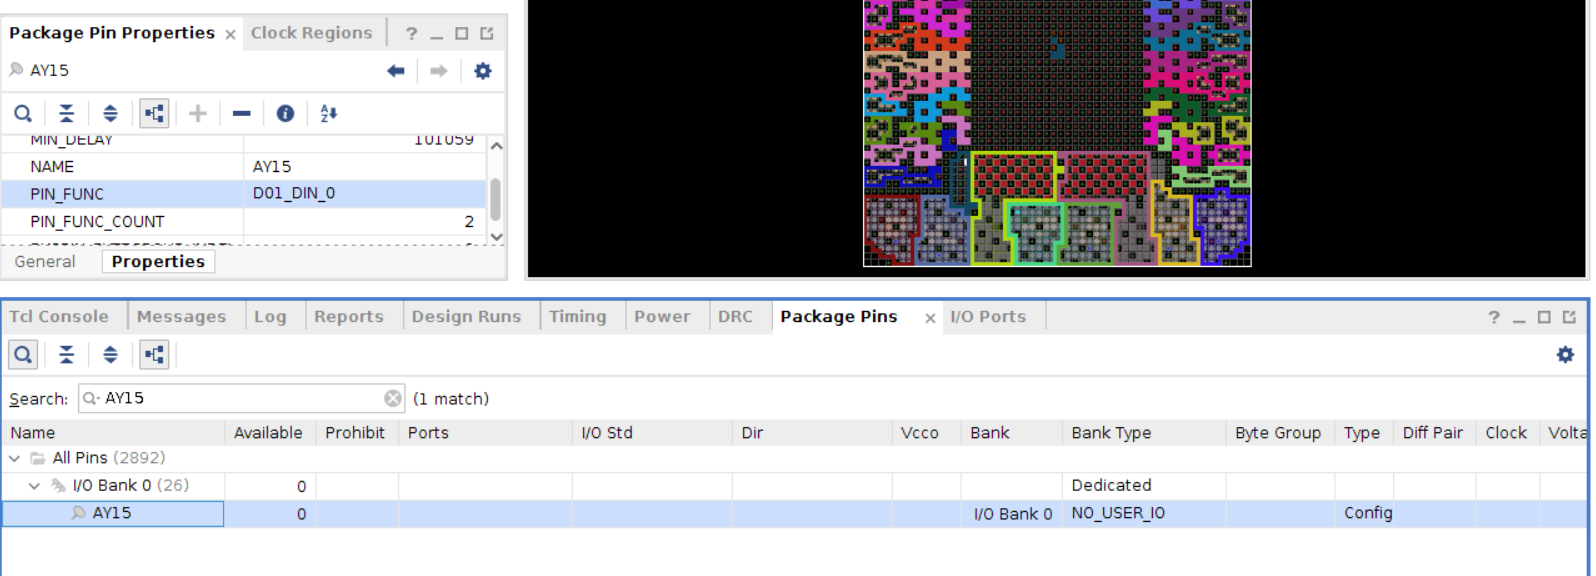 Package Pin Properties × Clock Regions ? _
AY15
MIN_DELAY 101059
NAME AY15
PIN_FUNC D01_DIN_0
PIN_FUNC_COUNT 2
General Properties
Tcl Console Messages Log Reports Design Runs Timing Power DRC Package Pins × I/O Ports ? _
Search: AY15 (1 match)
Name Available Prohibit Ports I/O Std Dir Vcco Bank Bank Type Byte Group Type Diff Pair Clock Volta
All Pins (2892)
I/O Bank 0 (26) 0 Dedicated
AY15 0 I/O Bank 0 NO_USER_IO Config